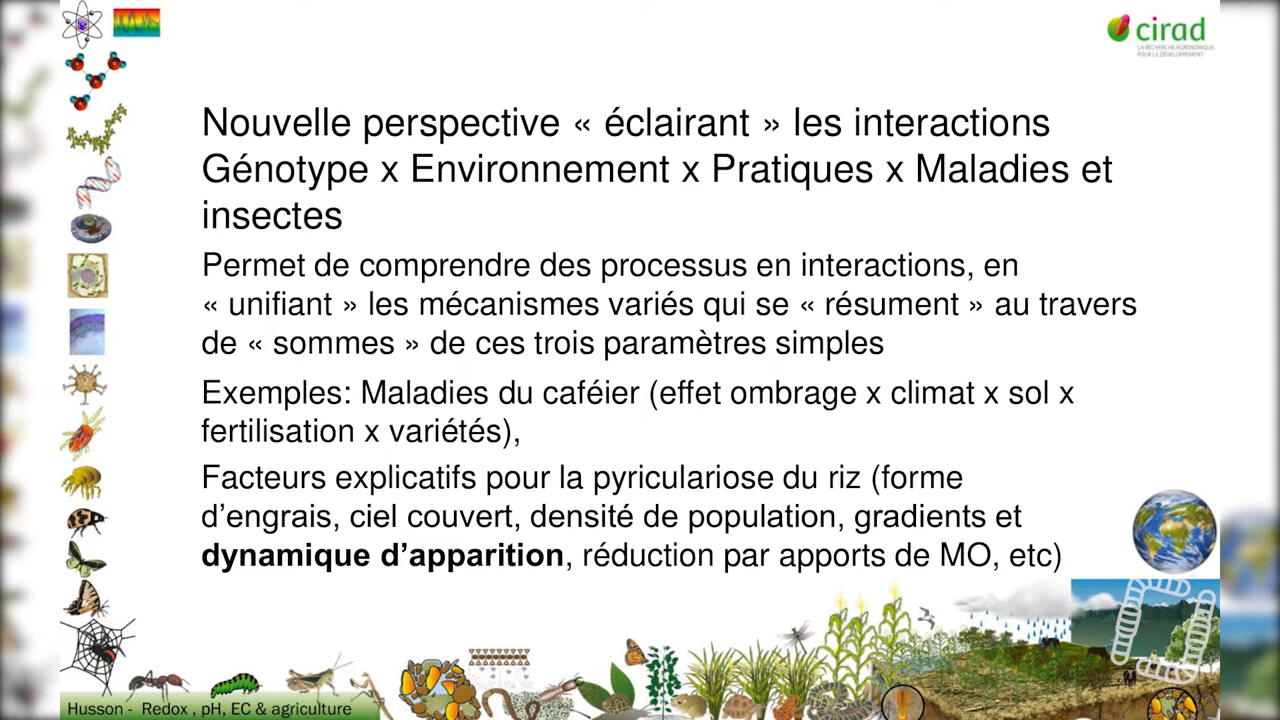 cirad
LA RECHERCHE AGRONOMIQUE
POUR LE DÉVELOPPEMENT
Nouvelle perspective « éclairant » les interactions
Génotype x Environnement x Pratiques x Maladies et
insectes
Permet de comprendre des processus en interactions, en
« unifiant » les mécanismes variés qui se « résument » au travers
de « sommes » de ces trois paramètres simples
Exemples: Maladies du caféier (effet ombrage x climat x sol x
fertilisation x variétés),
Facteurs explicatifs pour la pyriculariose du riz (forme
d’engrais, ciel couvert, densité de population, gradients et
dynamique d’apparition, réduction par apports de MO, etc)
Husson - Redox , pH, EC & agriculture